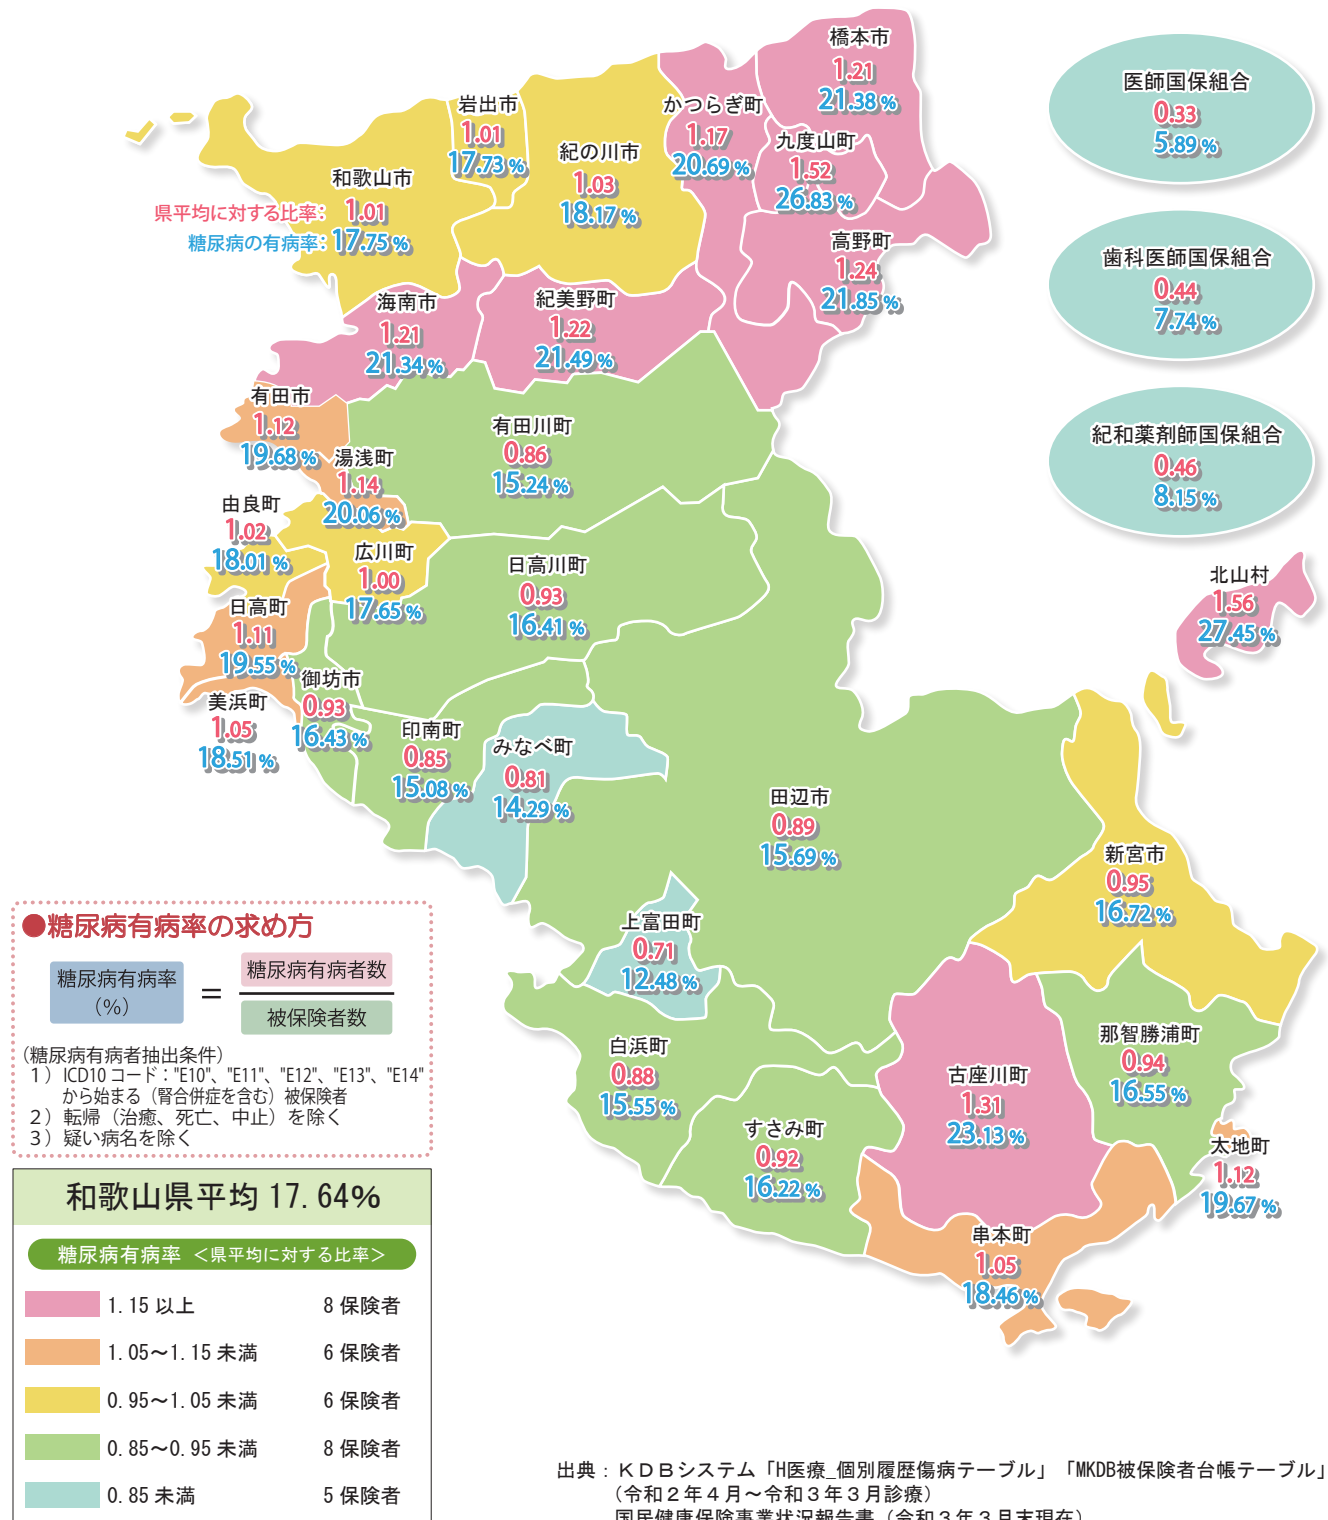 橋本市
1.21
21.38%
かつらぎ町
1.17
20.69%
九度山町
1.52
26.83%
高野町
1.24
21.85%
岩出市
1.01
17.73%
紀の川市
1.03
18.17%
和歌山市
県平均に対する比率: 1.01
糖尿病の有病率: 17.75%
海南市
1.21
21.34%
紀美野町
1.22
21.49%
有田市
1.12
19.68%
有田川町
0.86
15.24%
湯浅町
1.14
20.06%
由良町
1.02
18.01%
広川町
1.00
17.65%
日高川町
0.93
16.41%
日高町
1.11
19.55%
御坊市
0.93
16.43%
美浜町
1.05
18.51%
印南町
0.85
15.08%
みなべ町
0.81
14.29%
田辺市
0.89
15.69%
上富田町
0.71
12.48%
白浜町
0.88
15.55%
すさみ町
0.92
16.22%
古座川町
1.31
23.13%
串本町
1.05
18.46%
新宮市
0.95
16.72%
那智勝浦町
0.94
16.55%
太地町
1.12
19.67%
北山村
1.56
27.45%
医師国保組合
0.33
5.89%
歯科医師国保組合
0.44
7.74%
紀和薬剤師国保組合
0.46
8.15%
●糖尿病有病率の求め方
糖尿病有病率
(%)
=
糖尿病有病者数
被保険者数
(糖尿病有病者抽出条件)
1）ICD10コード："E10"、"E11"、"E12"、"E13"、"E14"
から始まる（腎合併症を含む）被保険者
2）転帰（治癒、死亡、中止）を除く
3）疑い病名を除く
和歌山県平均 17.64%
糖尿病有病率 ＜県平均に対する比率＞
1.15 以上 8 保険者
1.05～1.15 未満 6 保険者
0.95～1.05 未満 6 保険者
0.85～0.95 未満 8 保険者
0.85 未満 5 保険者
出典：ＫＤＢシステム「H医療_個別履歴傷病テーブル」「MKDB被保険者台帳テーブル」
（令和２年４月～令和３年３月診療）
国民健康保険事業状況報告書（令和３年３月末現在）